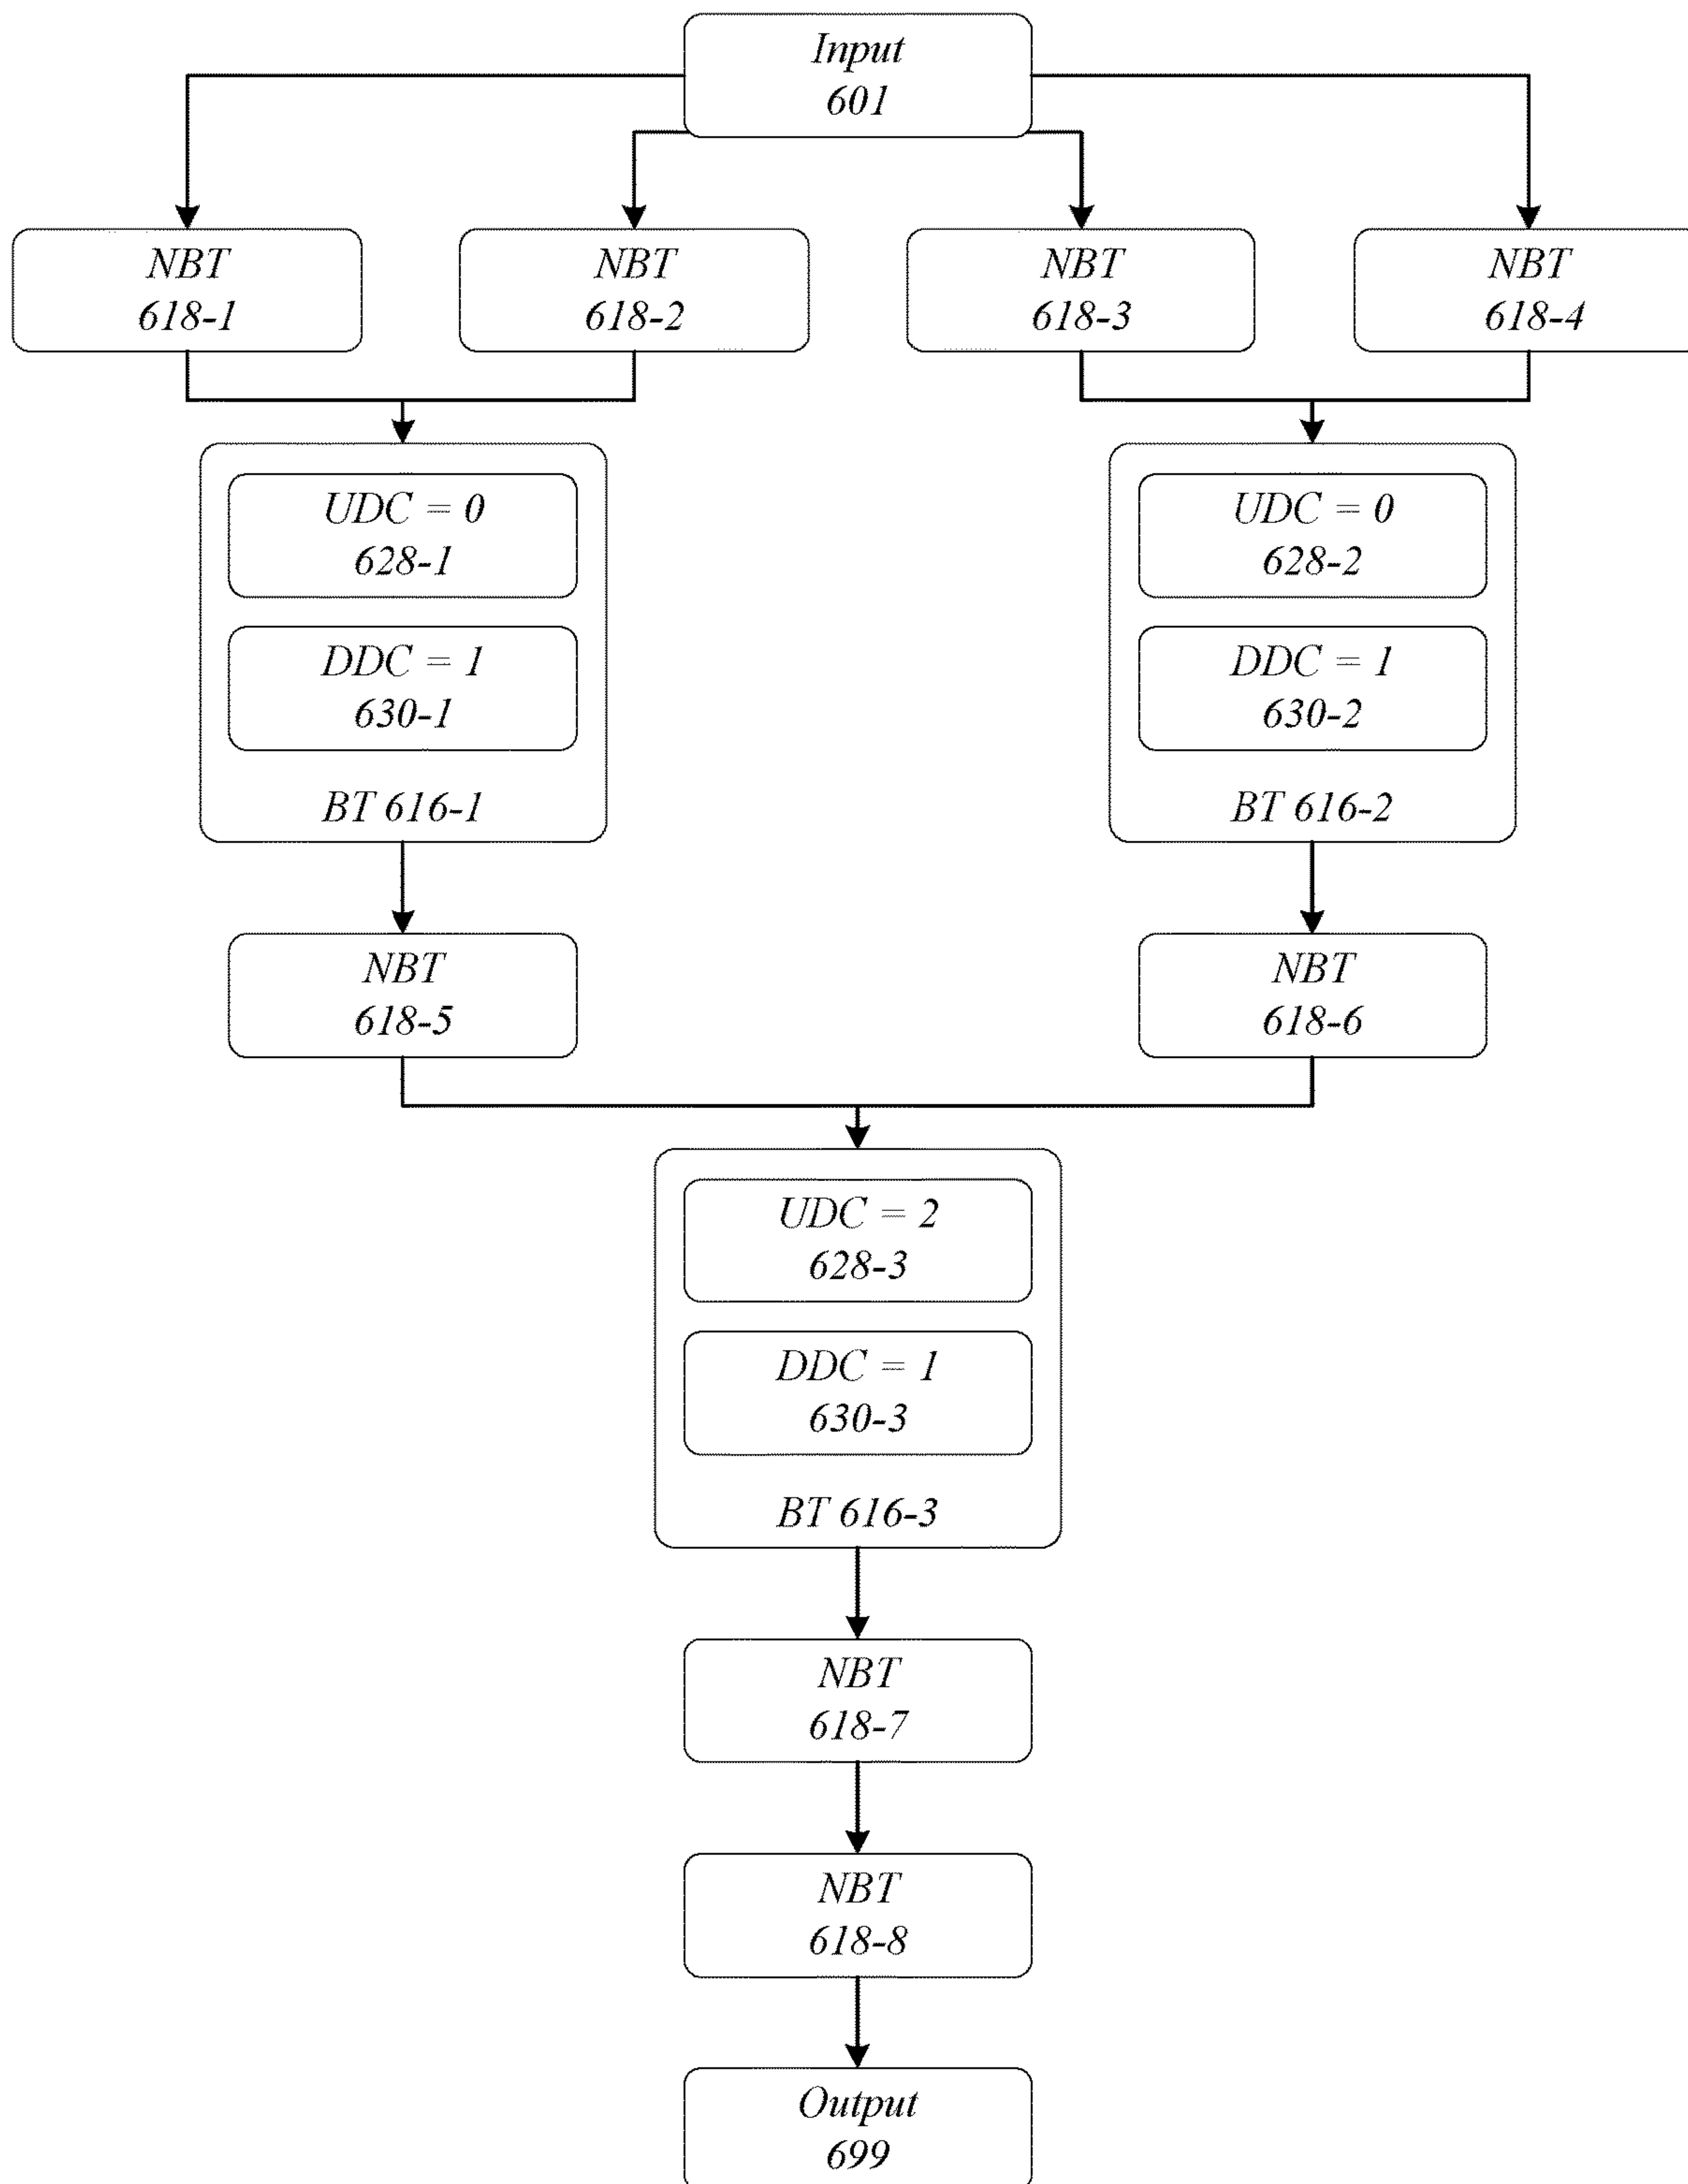 Input
601
NBT
618-1
NBT
618-2
NBT
618-3
NBT
618-4
UDC = 0
628-1
DDC = 1
630-1
BT 616-1
UDC = 0
628-2
DDC = 1
630-2
BT 616-2
NBT
618-5
NBT
618-6
UDC = 2
628-3
DDC = 1
630-3
BT 616-3
NBT
618-7
NBT
618-8
Output
699